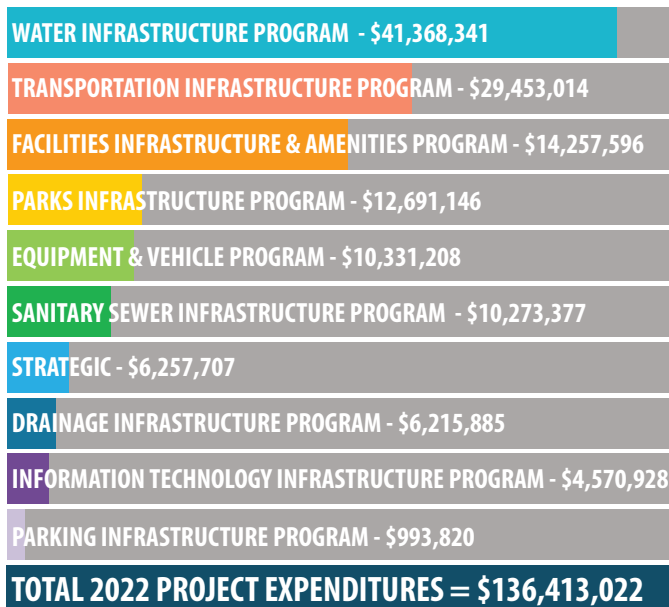 WATER INFRASTRUCTURE PROGRAM - $41,368,341
TRANSPORTATION INFRASTRUCTURE PROGRAM - $29,453,014
FACILITIES INFRASTRUCTURE & AMENITIES PROGRAM - $14,257,596
PARKS INFRASTRUCTURE PROGRAM - $12,691,146
EQUIPMENT & VEHICLE PROGRAM - $10,331,208
SANITARY SEWER INFRASTRUCTURE PROGRAM - $10,273,377
STRATEGIC - $6,257,707
DRAINAGE INFRASTRUCTURE PROGRAM - $6,215,885
INFORMATION TECHNOLOGY INFRASTRUCTURE PROGRAM - $4,570,928
PARKING INFRASTRUCTURE PROGRAM - $993,820
TOTAL 2022 PROJECT EXPENDITURES = $136,413,022